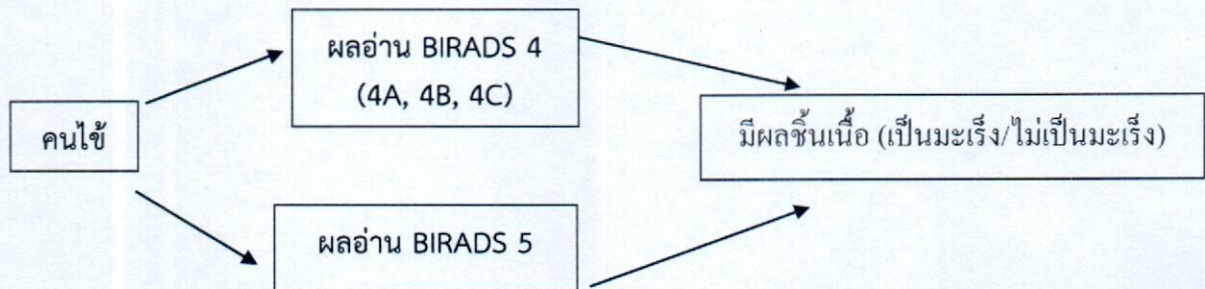 ผลอ่าน BIRADS 4
(4A, 4B, 4C)
คนไข้
มีผลชิ้นเนื้อ (เป็นมะเร็ง/ไม่เป็นมะเร็ง)
ผลอ่าน BIRADS 5